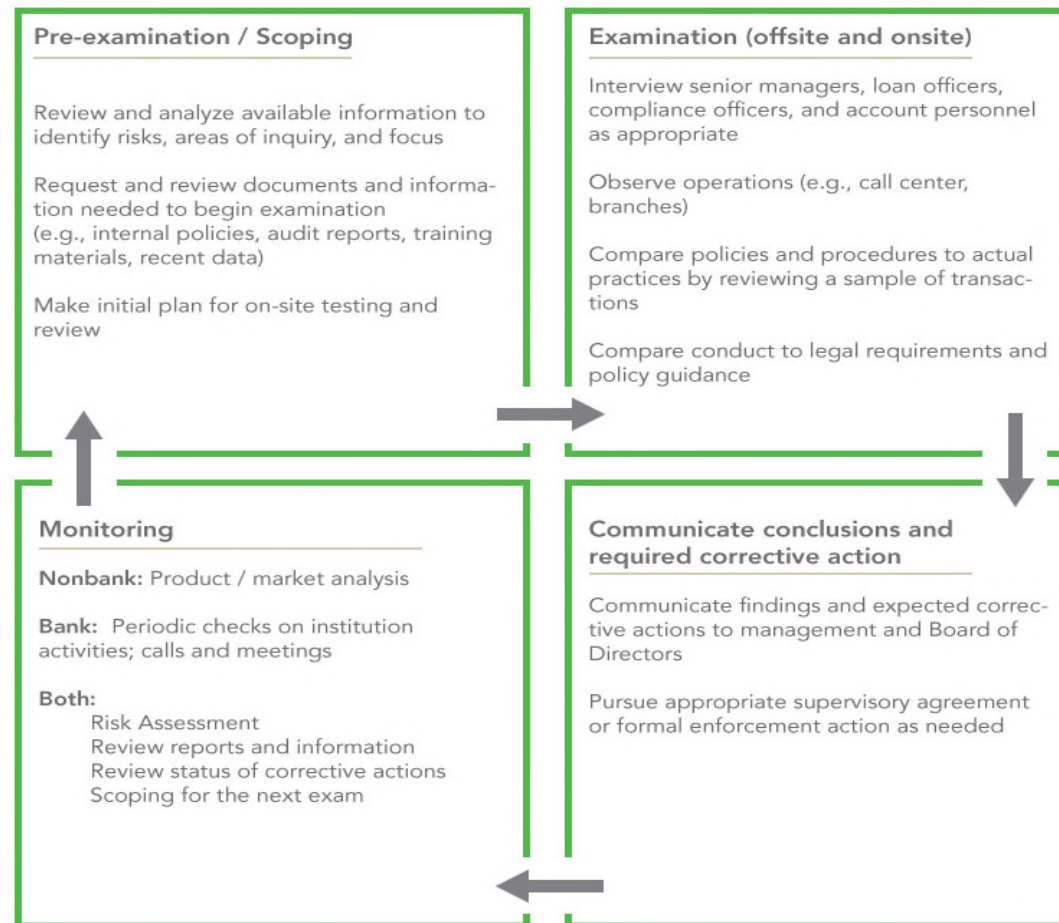 Pre-examination / Scoping
Review and analyze available information to
identify risks, areas of inquiry, and focus
Request and review documents and informa-
tion needed to begin examination
(e.g., internal policies, audit reports, training
materials, recent data)
Make initial plan for on-site testing and
review
Examination (offsite and onsite)
Interview senior managers, loan officers,
compliance officers, and account personnel
as appropriate
Observe operations (e.g., call center,
branches)
Compare policies and procedures to actual
practices by reviewing a sample of transac-
tions
Compare conduct to legal requirements and
policy guidance
Monitoring
Nonbank: Product / market analysis
Bank: Periodic checks on institution
activities; calls and meetings
Both:
Risk Assessment
Review reports and information
Review status of corrective actions
Scoping for the next exam
Communicate conclusions and
required corrective action
Communicate findings and expected correc-
tive actions to management and Board of
Directors
Pursue appropriate supervisory agreement
or formal enforcement action as needed